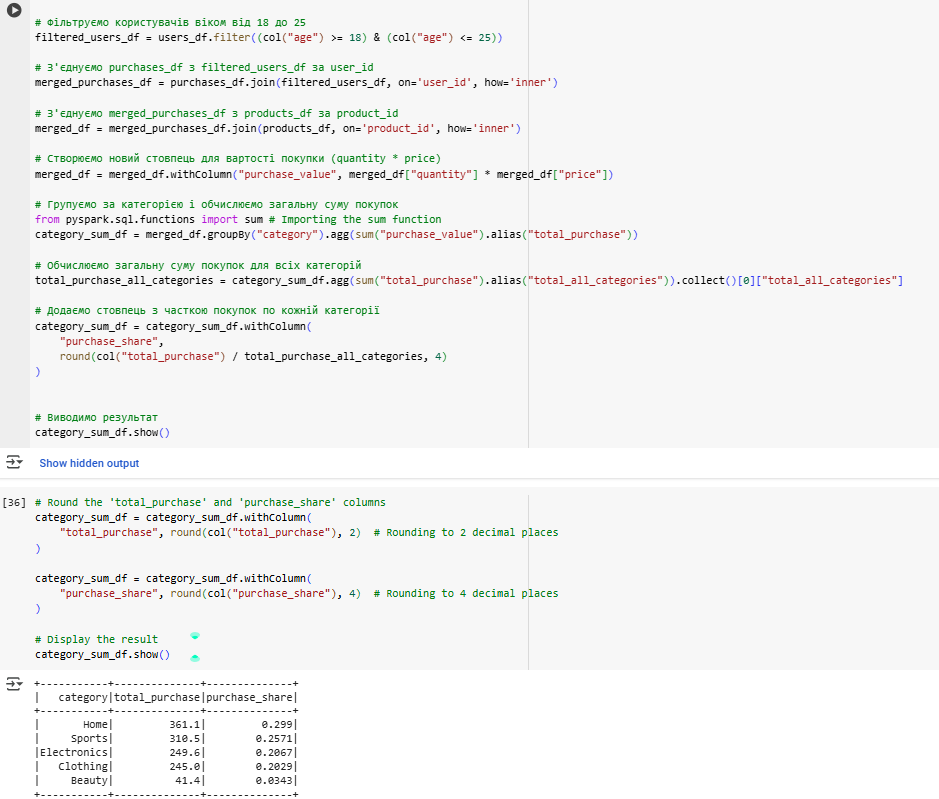 # Фільтруємо користувачів віком від 18 до 25
filtered_users_df = users_df.filter((col("age") >= 18) & (col("age") <= 25))
# З'єднуємо purchases_df з filtered_users_df за user_id
merged_purchases_df = purchases_df.join(filtered_users_df, on='user_id', how='inner')
# З'єднуємо merged_purchases_df з products_df за product_id
merged_df = merged_purchases_df.join(products_df, on='product_id', how='inner')
# Створюємо новий стовпець для вартості покупки (quantity * price)
merged_df = merged_df.withColumn("purchase_value", merged_df["quantity"] * merged_df["price"])
# Групуємо за категорією і обчислюємо загальну суму покупок
from pyspark.sql.functions import sum # Importing the sum function
category_sum_df = merged_df.groupBy("category").agg(sum("purchase_value").alias("total_purchase"))
# Обчислюємо загальну суму покупок для всіх категорій
total_purchase_all_categories = category_sum_df.agg(sum("total_purchase").alias("total_all_categories")).collect()[0]["total_all_categories"]
# Додаємо стовпець з часткою покупок по кожній категорії
category_sum_df = category_sum_df.withColumn(
    "purchase_share",
    round(col("total_purchase") / total_purchase_all_categories, 4)
)
# Виводимо результат
category_sum_df.show()
Show hidden output
[36] # Round the 'total_purchase' and 'purchase_share' columns
category_sum_df = category_sum_df.withColumn(
    "total_purchase", round(col("total_purchase"), 2)  # Rounding to 2 decimal places
)
category_sum_df = category_sum_df.withColumn(
    "purchase_share", round(col("purchase_share"), 4)  # Rounding to 4 decimal places
)
# Display the result
category_sum_df.show()
+-----------+--------------+--------------+
|   category|total_purchase|purchase_share|
+-----------+--------------+--------------+
|       Home|         361.1|         0.299|
|     Sports|         310.5|        0.2571|
|Electronics|         249.6|        0.2067|
|   Clothing|         245.0|        0.2029|
|     Beauty|          41.4|        0.0343|
+-----------+--------------+--------------+